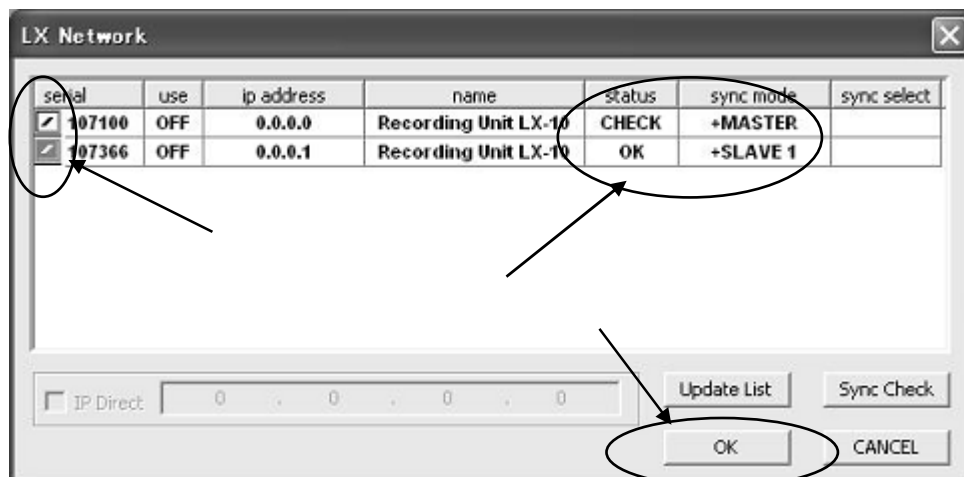 LX Network
serial use ip address name status sync mode sync select
107100 OFF 0.0.0.0 Recording Unit LX-10 CHECK +MASTER
107366 OFF 0.0.0.1 Recording Unit LX-10 OK +SLAVE 1
IP Direct 0 . 0 . 0 . 0 Update List Sync Check
OK CANCEL